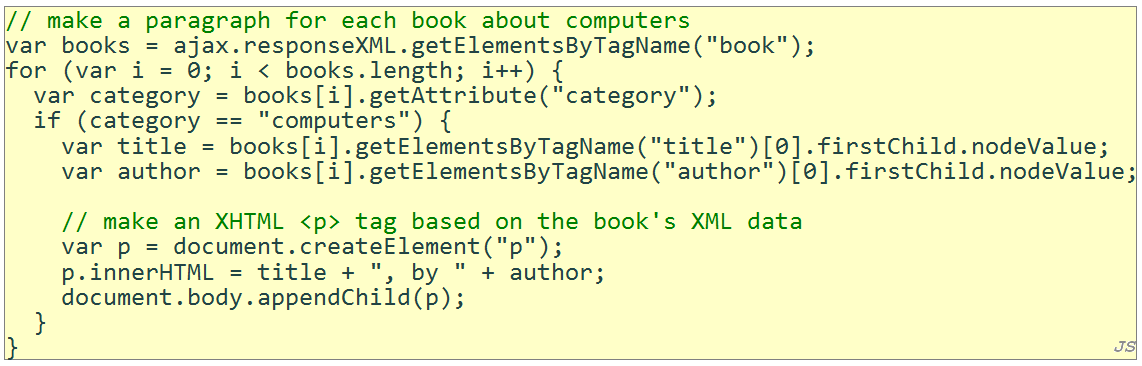 // make a paragraph for each book about computers
var books = ajax.responseXML.getElementsByTagName("book");
for (var i = 0; i < books.length; i++) {
  var category = books[i].getAttribute("category");
  if (category == "computers") {
    var title = books[i].getElementsByTagName("title")[0].firstChild.nodeValue;
    var author = books[i].getElementsByTagName("author")[0].firstChild.nodeValue;

    // make an XHTML <p> tag based on the book's XML data
    var p = document.createElement("p");
    p.innerHTML = title + ", by " + author;
    document.body.appendChild(p);
  }
}
JS